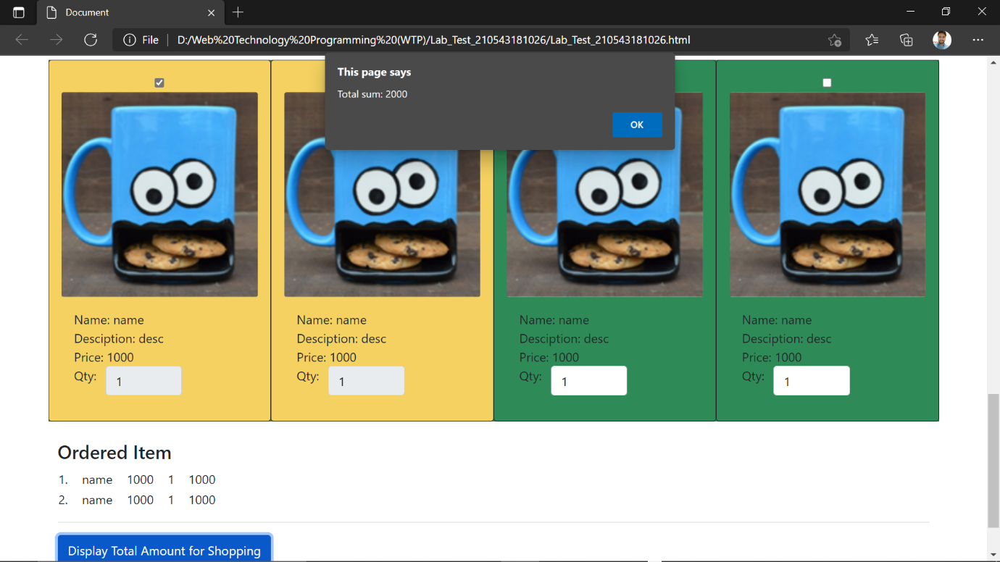 Document
File
D:/Web%20Technology%20Programming%20(WTP)/Lab_Test_210543181026/Lab_Test_210543181026.html
This page says
Total sum: 2000
OK
Name: name
Desciption: desc
Price: 1000
Qty: 1
Name: name
Desciption: desc
Price: 1000
Qty: 1
Name: name
Desciption: desc
Price: 1000
Qty: 1
Name: name
Desciption: desc
Price: 1000
Qty: 1
Ordered Item
1. name 1000 1 1000
2. name 1000 1 1000
Display Total Amount for Shopping